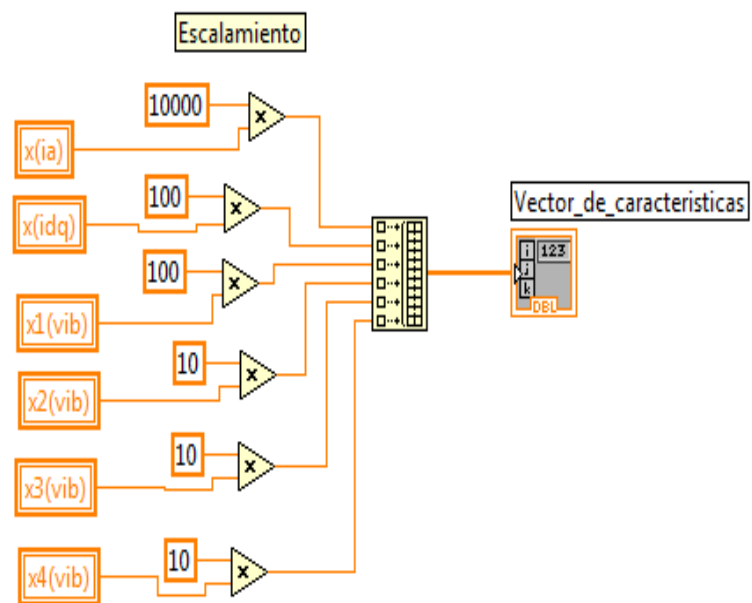 Escalamiento
10000
x
x(ia)
100
x
x(idq)
Vector_de_caracteristicas
100
x
i 123
j
k
DBL
x1(vib)
10
x
x2(vib)
10
x
x3(vib)
10
x
x4(vib)